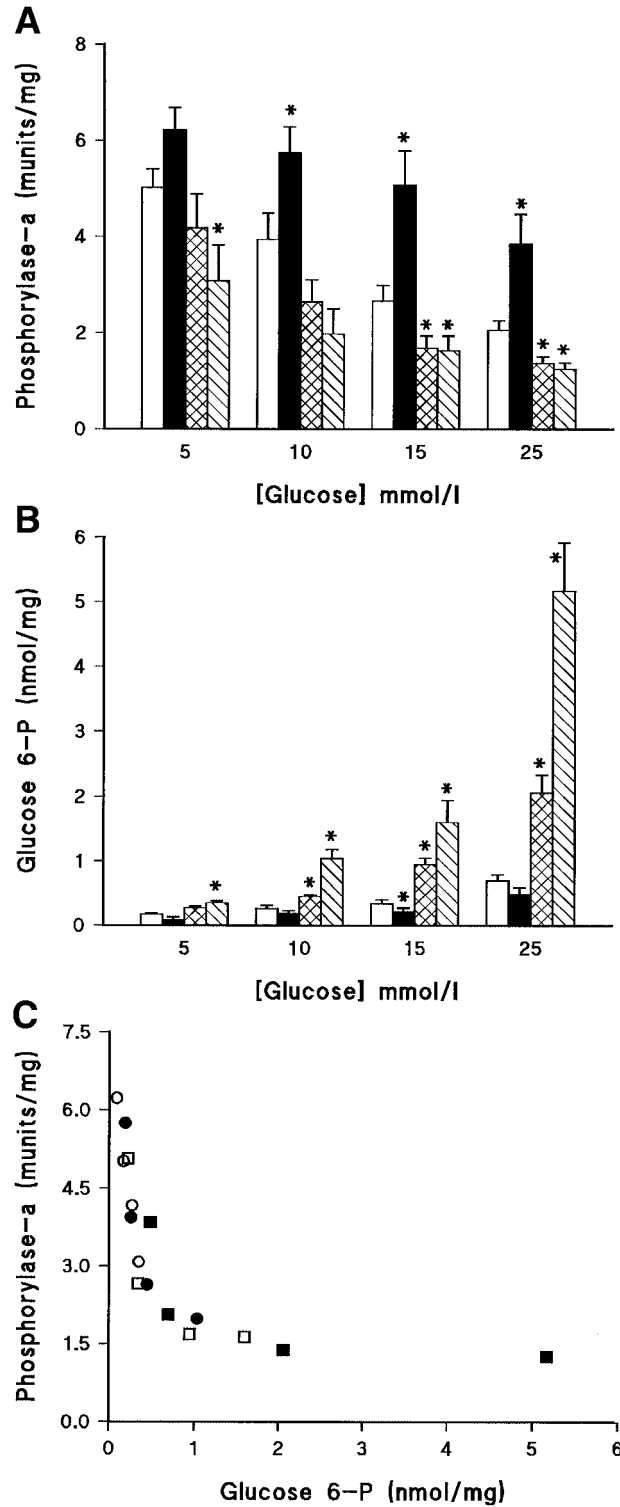 A
Phosphorylase-a (munits/mg)
8
6
4
2
0
* * * * * * * *
5 10 15 25
[Glucose] mmol/l
B
Glucose 6-P (nmol/mg)
6
5
4
3
2
1
0
* * * * * * * *
5 10 15 25
[Glucose] mmol/l
C
Phosphorylase-a (munits/mg)
7.5
6.0
4.5
3.0
1.5
0.0
0 1 2 3 4 5 6
Glucose 6-P (nmol/mg)